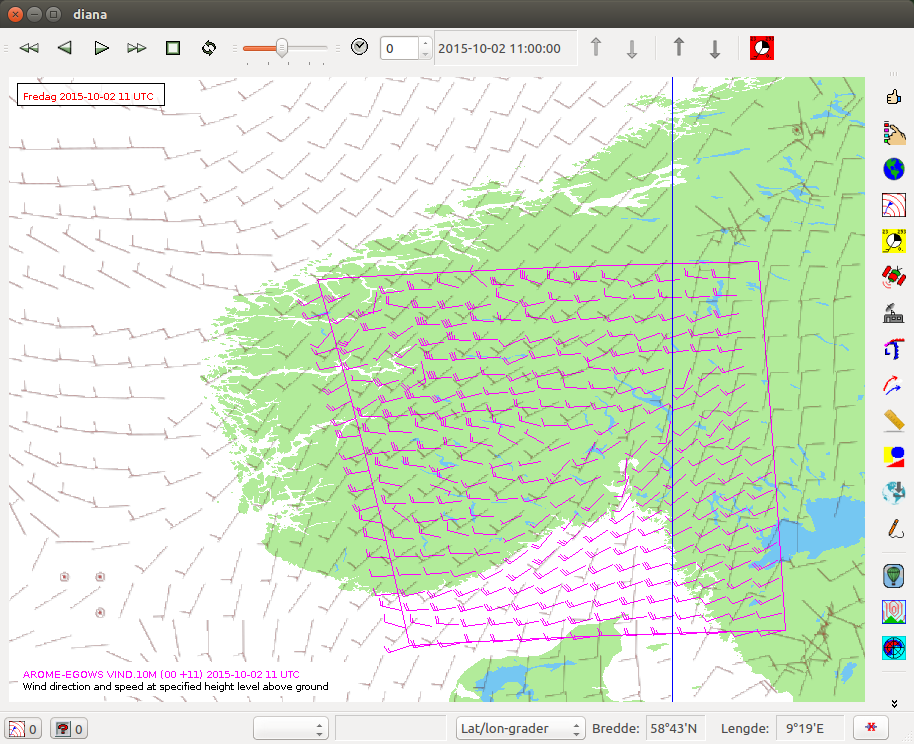 diana
0
2015-10-02 11:00:00
Fredag 2015-10-02 11 UTC
AROME-EGOWS VIND.10M (00 +11) 2015-10-02 11 UTC
Wind direction and speed at specified height level above ground
0
0
Lat/lon-grader
Bredde:
58°43'N
Lengde:
9°19'E